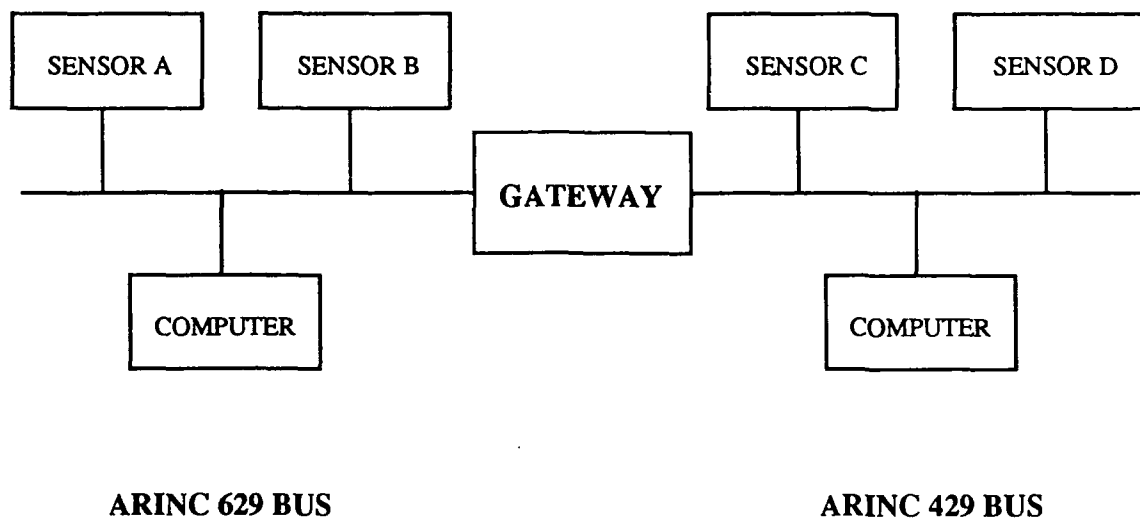 SENSOR A
SENSOR B
SENSOR C
SENSOR D
GATEWAY
COMPUTER
COMPUTER
ARINC 629 BUS
ARINC 429 BUS